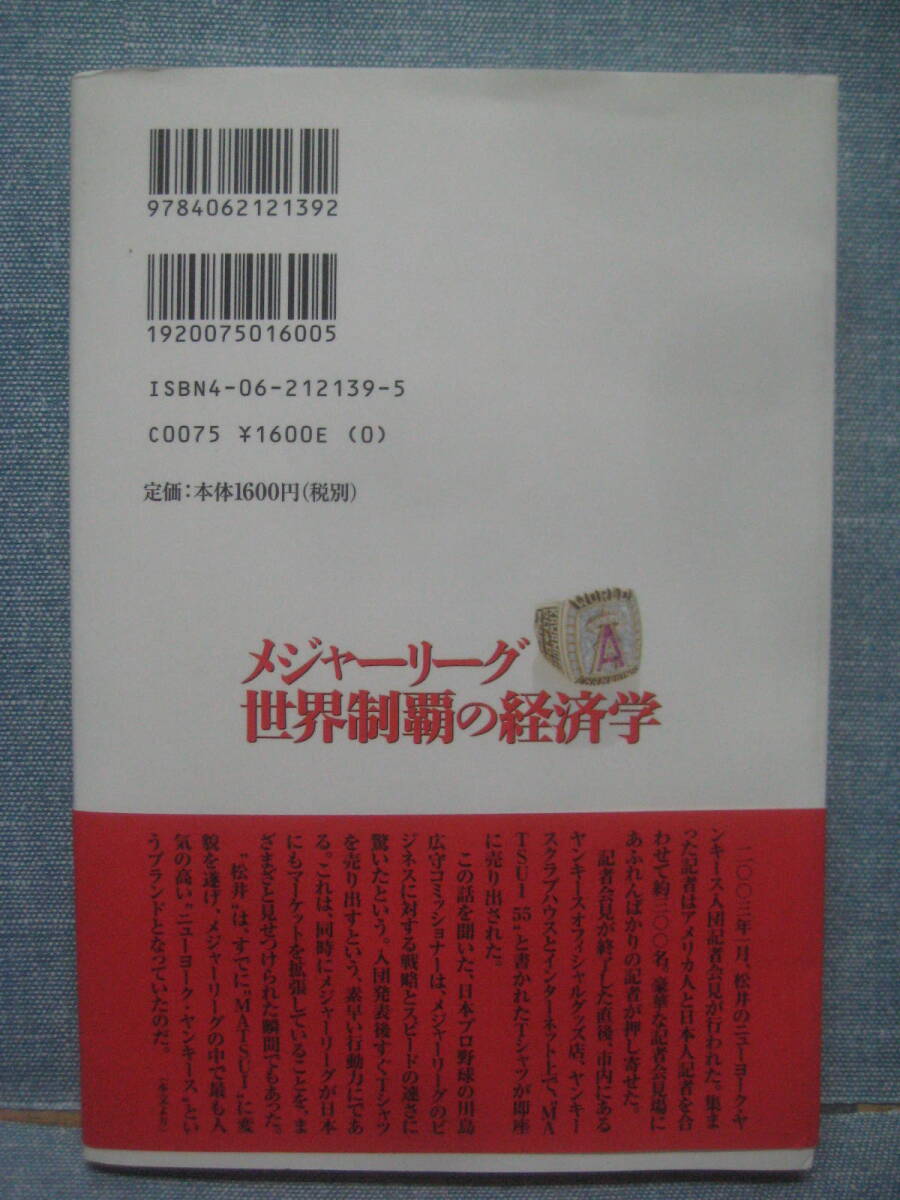 9784062121392
1920075016005
ISBN4-06-212139-5
C0075 ¥1600E (0)
定価：本体1600円（税別）
WORLD
A
メジャーリーグ
世界制覇の経済学
二〇〇三年一月、松井のニューヨーク・ヤ
ンキース入団記者会見が行われた。集ま
った記者はアメリカ人と日本人記者を合
わせて約三〇〇名。豪華な記者会見場に
あふれんばかりの記者が押し寄せた。
記者会見が終了した直後、市内にある
ヤンキースオフィシャルグッズ店、ヤンキー
スクラブハウスとインターネット上で、〝MA
TSUI 55〟と書かれたTシャツが即座
に売り出された。
この話を聞いた、日本プロ野球の川島
広守コミッショナーは、メジャーリーグのビ
ジネスに対する戦略とスピードの速さに
驚いたという。入団発表後すぐTシャツ
を売り出すという、素早い行動力にであ
る。これは、同時にメジャーリーグが日本
にもマーケットを拡張していることを、ま
ざまざと見せつけられた瞬間でもあった。
〝松井〟は、すでに〝MATSUI〟に変
貌を遂げ、メジャーリーグの中で最も人
気の高い〝ニューヨーク・ヤンキース〟とい
うブランドとなっていたのだ。
（本文より）